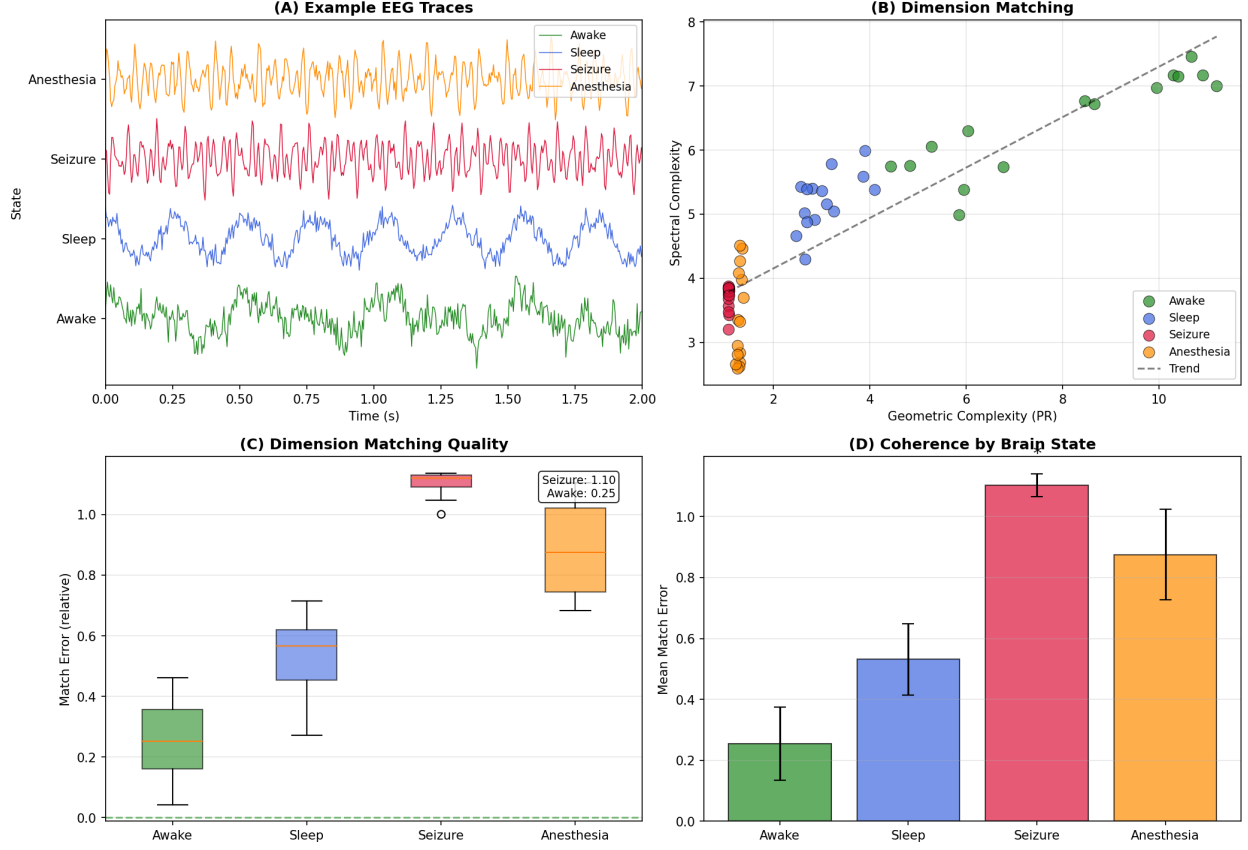 (A) Example EEG Traces
Awake
Sleep
Seizure
Anesthesia
State
Anesthesia
Seizure
Sleep
Awake
0.00 0.25 0.50 0.75 1.00 1.25 1.50 1.75 2.00
Time (s)
(B) Dimension Matching
Spectral Complexity
8
7
6
5
4
3
Awake
Sleep
Seizure
Anesthesia
Trend
2 4 6 8 10
Geometric Complexity (PR)
(C) Dimension Matching Quality
Match Error (relative)
1.0
0.8
0.6
0.4
0.2
0.0
Seizure: 1.10
Awake: 0.25
Awake Sleep Seizure Anesthesia
(D) Coherence by Brain State
*
Mean Match Error
1.0
0.8
0.6
0.4
0.2
0.0
Awake Sleep Seizure Anesthesia